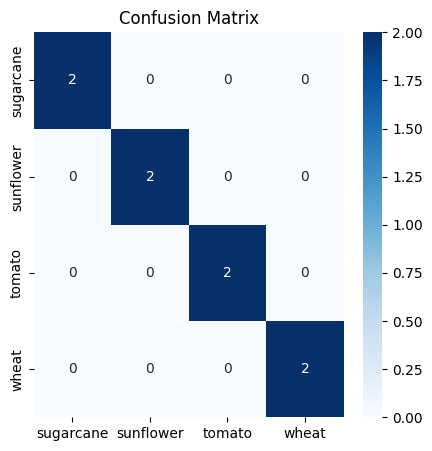 Confusion Matrix
sugarcane 2 0 0 0
sunflower 0 2 0 0
tomato 0 0 2 0
wheat 0 0 0 2
sugarcane sunflower tomato wheat
2.00
1.75
1.50
1.25
1.00
0.75
0.50
0.25
0.00